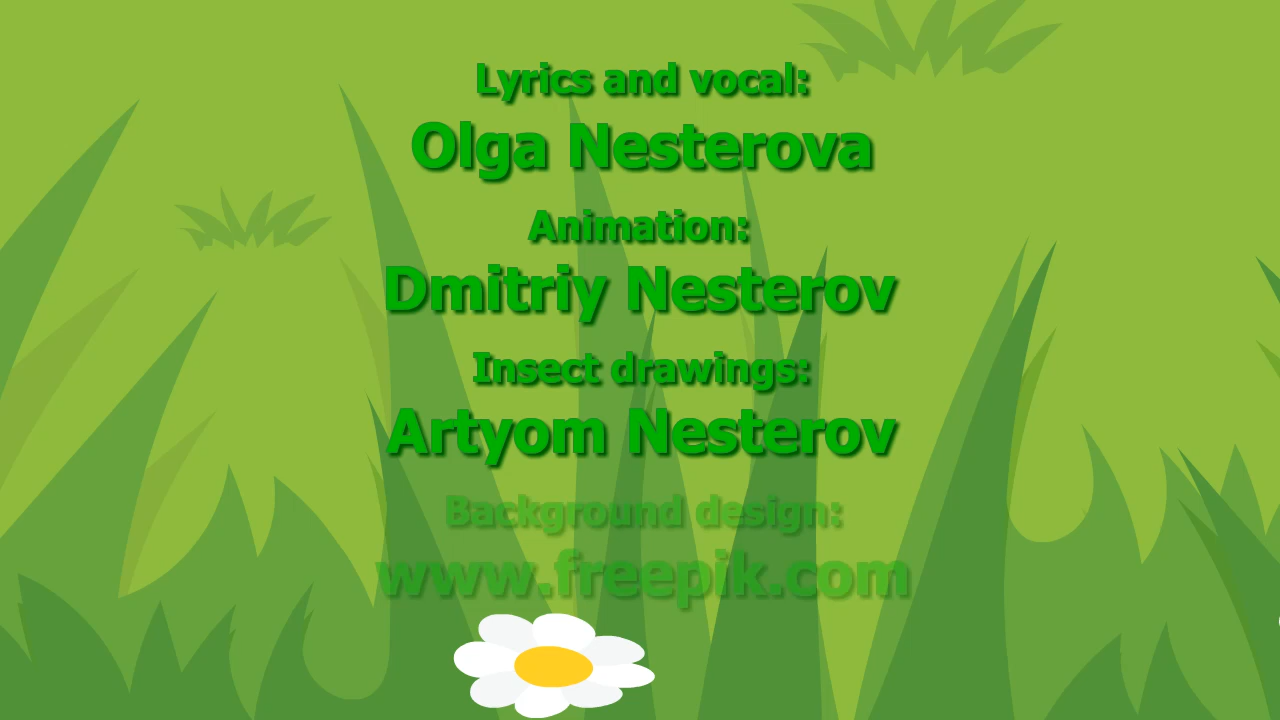 Lyrics and vocal:
Olga Nesterova
Animation:
Dmitriy Nesterov
Insect drawings:
Artyom Nesterov
Background design:
www.freepik.com